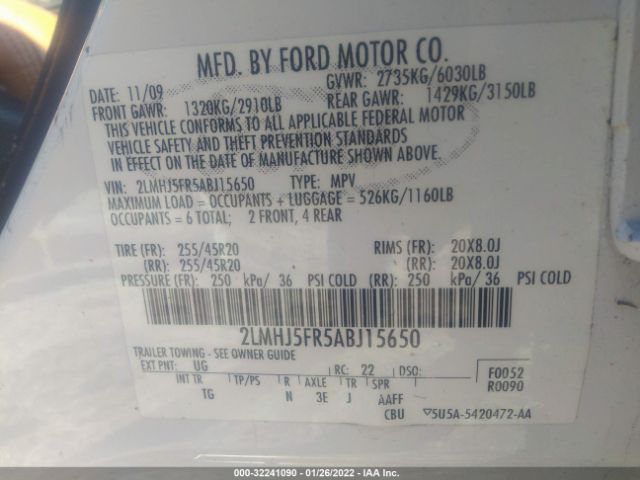 MFD. BY FORD MOTOR CO.
DATE: 11/09 GVWR: 2735KG/6030LB
FRONT GAWR: 1320KG/2910LB REAR GAWR: 1429KG/3150LB
THIS VEHICLE CONFORMS TO ALL APPLICABLE FEDERAL MOTOR
VEHICLE SAFETY AND THEFT PREVENTION STANDARDS
IN EFFECT ON THE DATE OF MANUFACTURE SHOWN ABOVE.
VIN: 2LMHJ5FR5ABJ15650 TYPE: MPV
MAXIMUM LOAD = OCCUPANTS + LUGGAGE = 526KG/1160LB
OCCUPANTS = 6 TOTAL; 2 FRONT, 4 REAR
TIRE (FR): 255/45R20 RIMS (FR): 20X8.0J
(RR): 255/45R20 (RR): 20X8.0J
PRESSURE (FR): 250 kPa/ 36 PSI COLD (RR): 250 kPa/ 36 PSI COLD
2LMHJ5FR5ABJ15650
TRAILER TOWING - SEE OWNER GUIDE
EXT PNT: UG RC: 22 DSO: F0052
INT TR TP/PS R AXLE TR SPR R0090
TG N 3E J AAFF
CBU 5U5A-5420472-AA
000-32241090 - 01/26/2022 - IAA Inc.